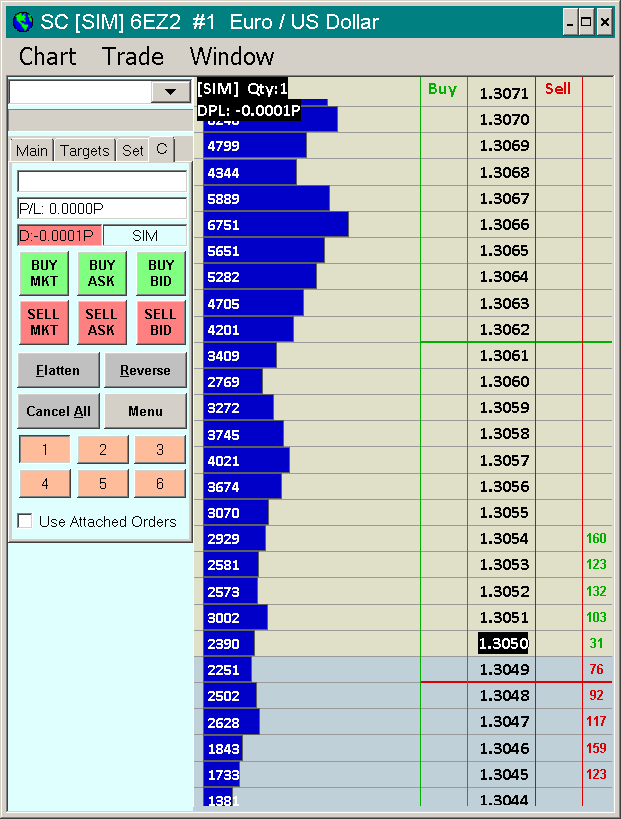 SC [SIM] 6EZ2 #1 Euro / US Dollar
Chart Trade Window
[SIM] Qty:1
DPL: -0.0001P
Main Targets Set C
P/L: 0.0000P
D:-0.0001P SIM
BUY MKT BUY ASK BUY BID
SELL MKT SELL ASK SELL BID
Flatten Reverse
Cancel All Menu
1 2 3
4 5 6
Use Attached Orders
Buy 1.3071 Sell
1.3070
4799 1.3069
4344 1.3068
5889 1.3067
6751 1.3066
5651 1.3065
5282 1.3064
4705 1.3063
4201 1.3062
3409 1.3061
2769 1.3060
3272 1.3059
3745 1.3058
4021 1.3057
3674 1.3056
3070 1.3055
2929 1.3054 160
2581 1.3053 123
2573 1.3052 132
3002 1.3051 103
2390 1.3050 31
2251 1.3049 76
2502 1.3048 92
2628 1.3047 117
1843 1.3046 159
1733 1.3045 123
1381 1.3044